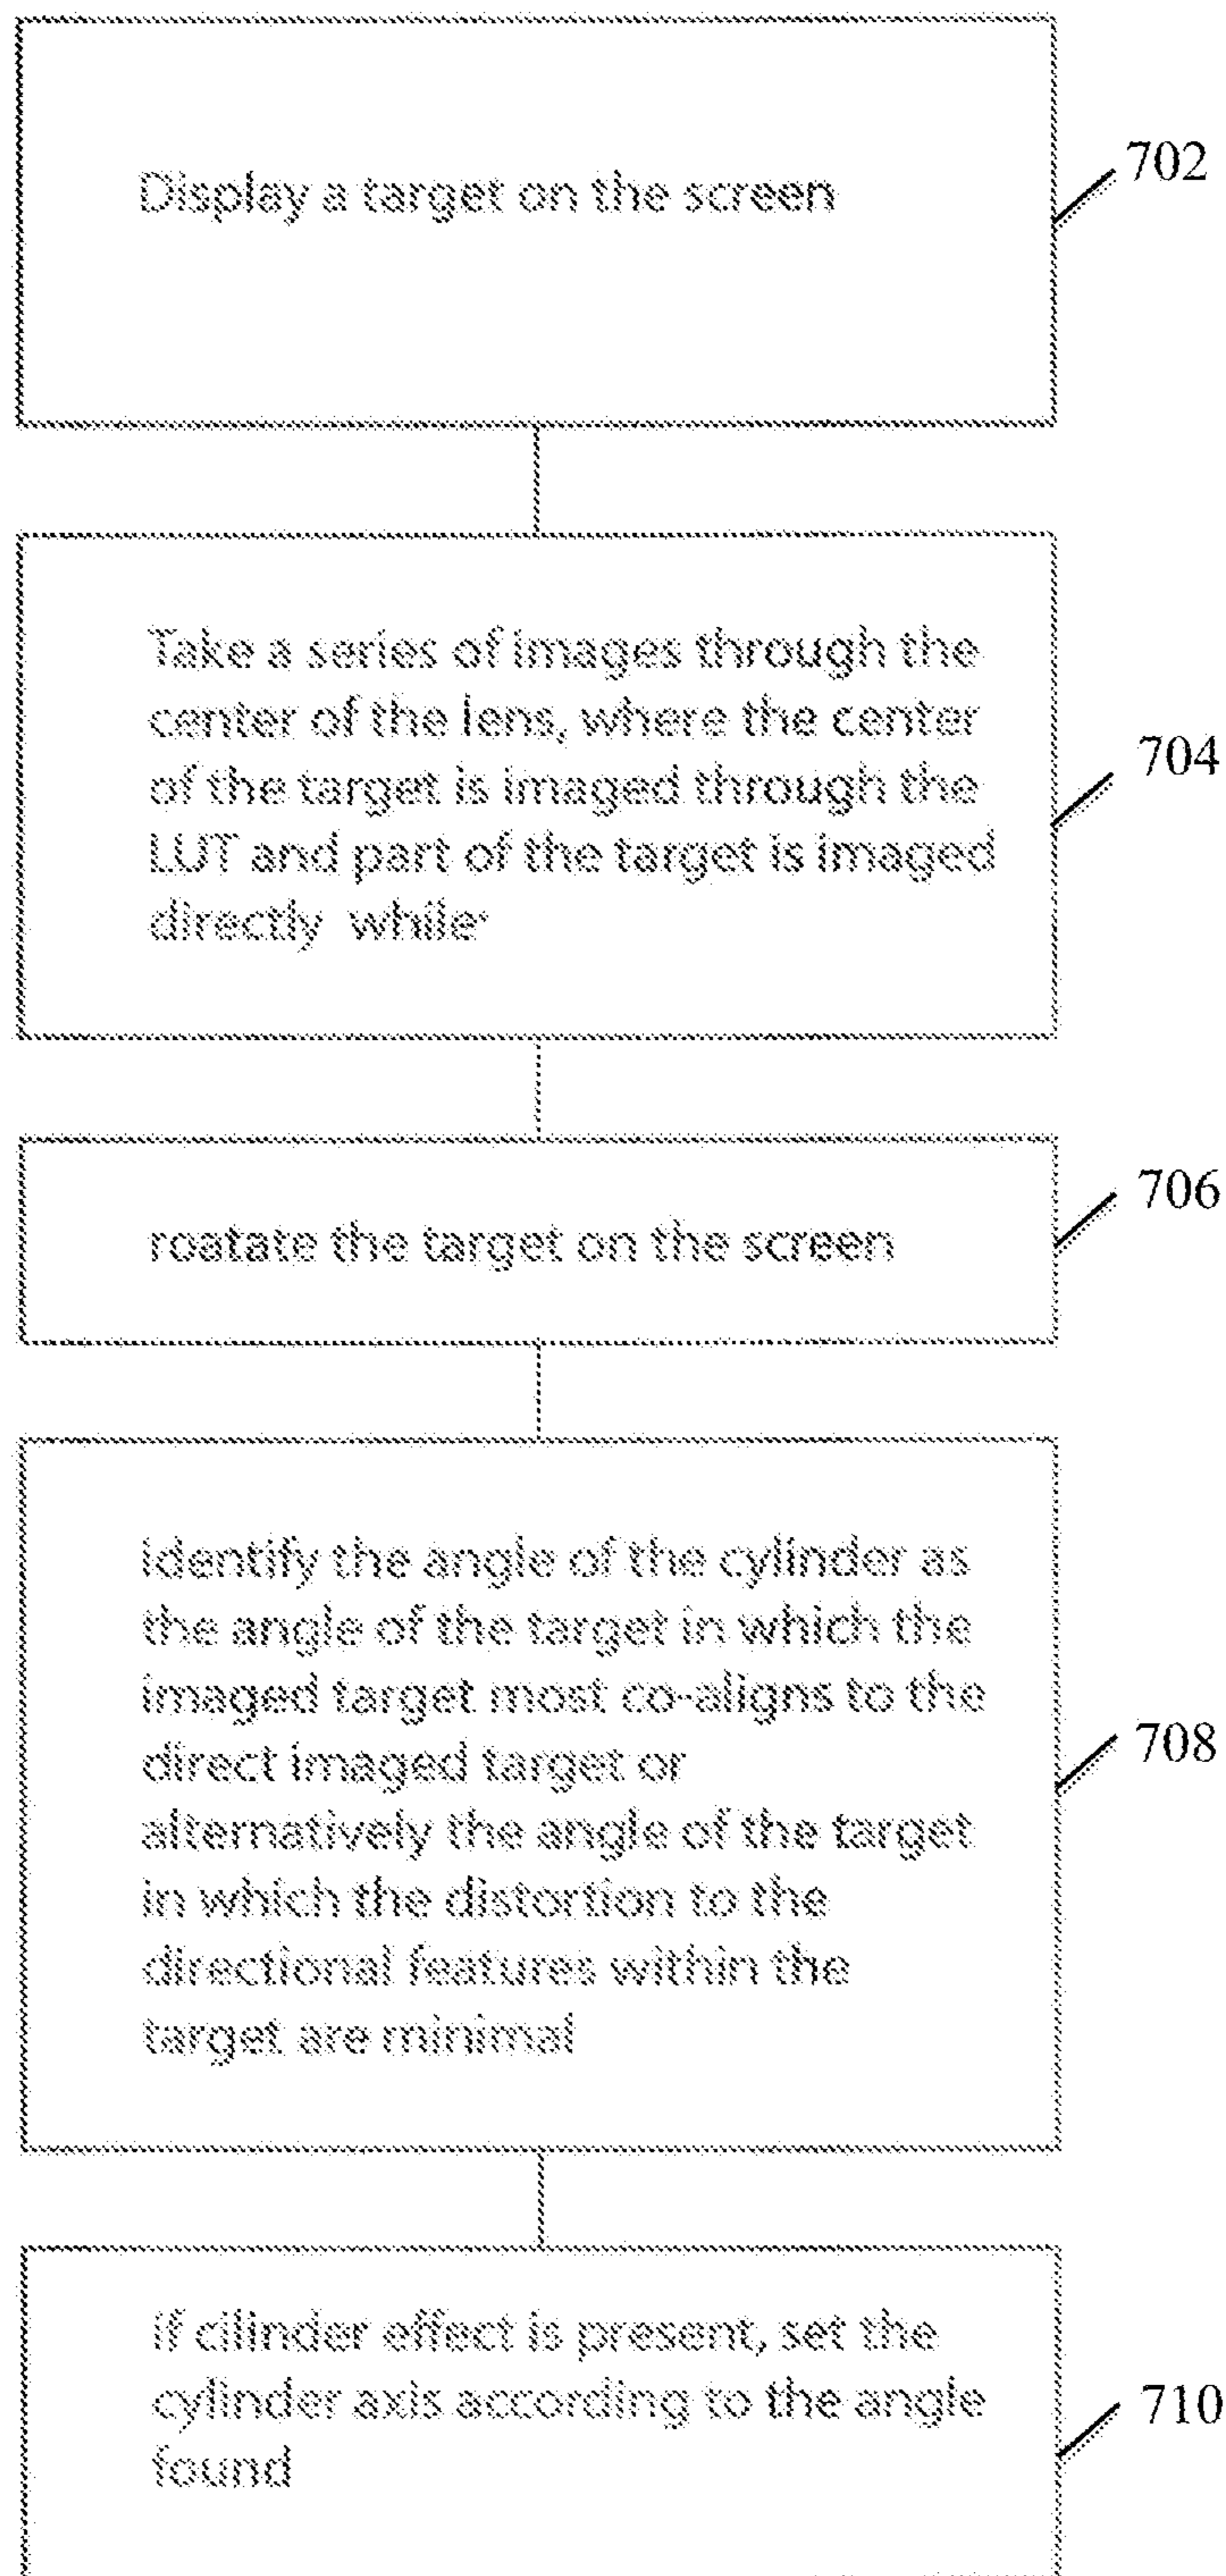 Display a target on the screen
702
Take a series of images through the
center of the lens, where the center
of the target is imaged through the
LUT and part of the target is imaged
directly while:
704
roatate the target on the screen
706
identify the angle of the cylinder as
the angle of the target in which the
imaged target most co-aligns to the
direct imaged target or
alternatively the angle of the target
in which the distortion to the
directional features within the
target are minimal
708
if cilinder effect is present, set the
cylinder axis according to the angle
found
710